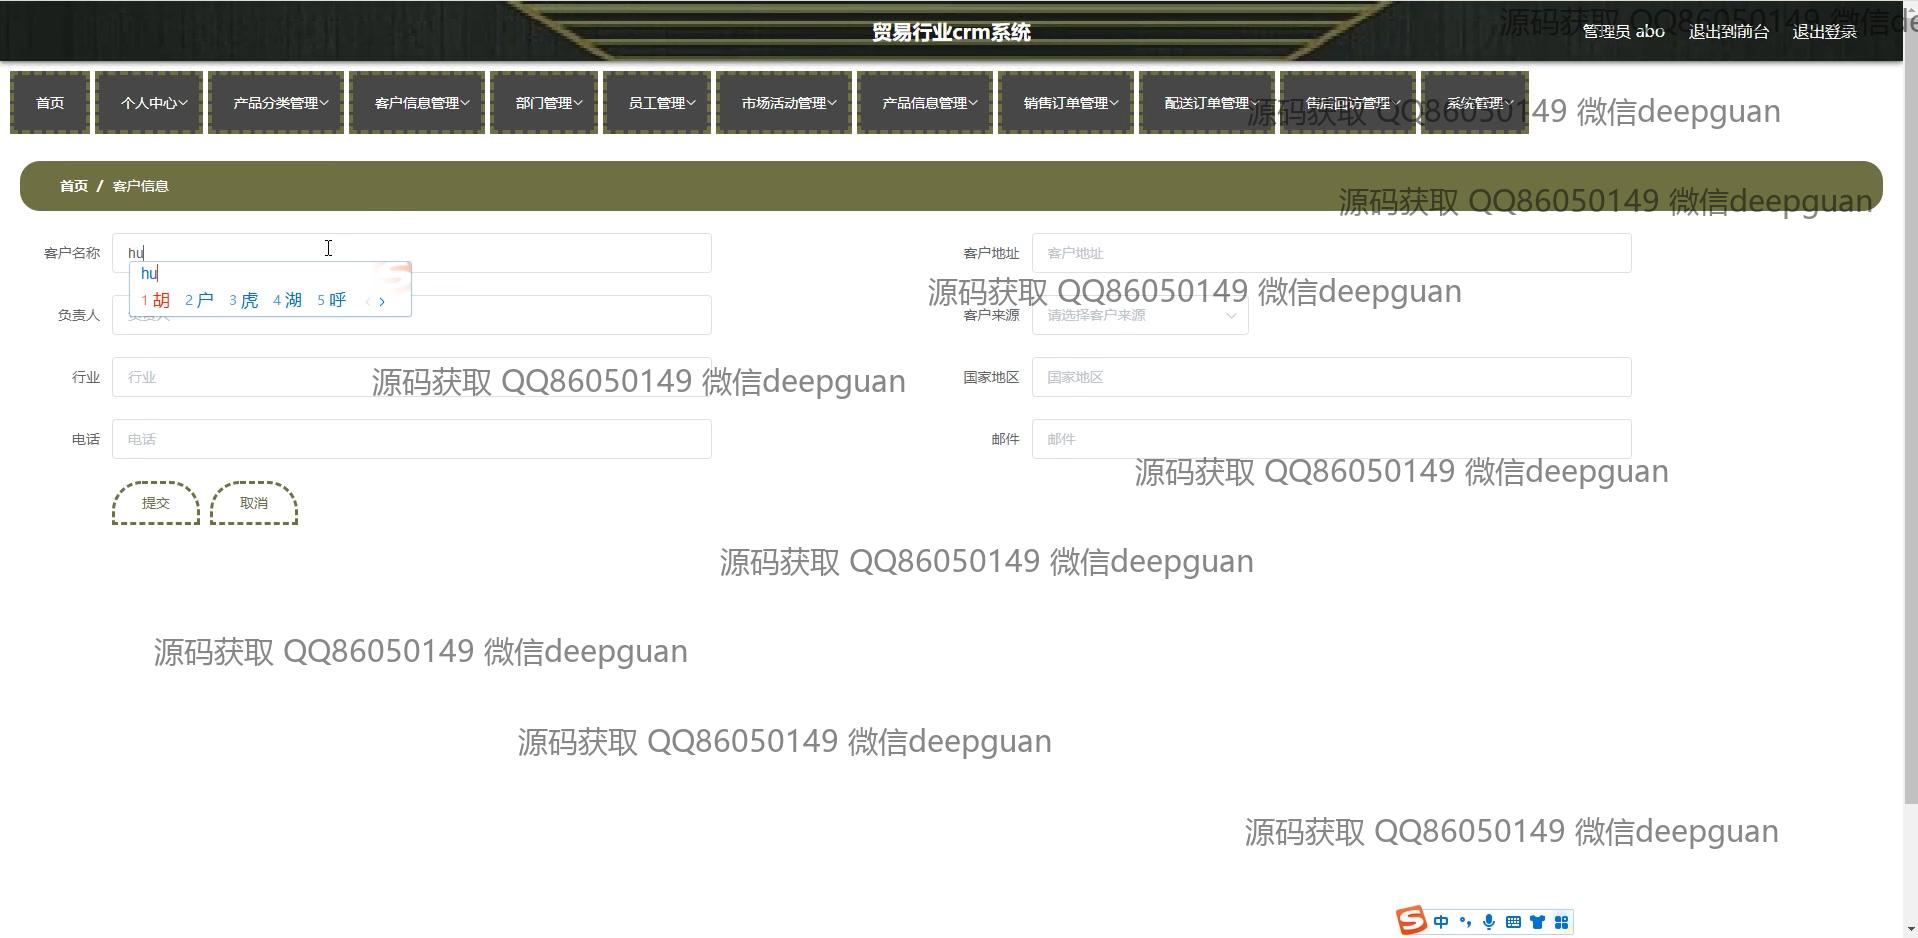 贸易行业crm系统
管理员 abo 退出到前台 退出登录
源码获取 QQ86050149 微信de
首页 个人中心 产品分类管理 客户信息管理 部门管理 员工管理 市场活动管理 产品信息管理 销售订单管理 配送订单管理 售后回访管理 系统管理
源码获取 QQ86050149 微信deepguan
首页 / 客户信息
源码获取 QQ86050149 微信deepguan
客户名称 hu
客户地址 客户地址
hu
1 胡 2 户 3 虎 4 湖 5 呼
源码获取 QQ86050149 微信deepguan
负责人 负责人
客户来源 请选择客户来源
行业 行业
国家地区 国家地区
源码获取 QQ86050149 微信deepguan
电话 电话
邮件 邮件
源码获取 QQ86050149 微信deepguan
提交 取消
源码获取 QQ86050149 微信deepguan
源码获取 QQ86050149 微信deepguan
源码获取 QQ86050149 微信deepguan
源码获取 QQ86050149 微信deepguan
中